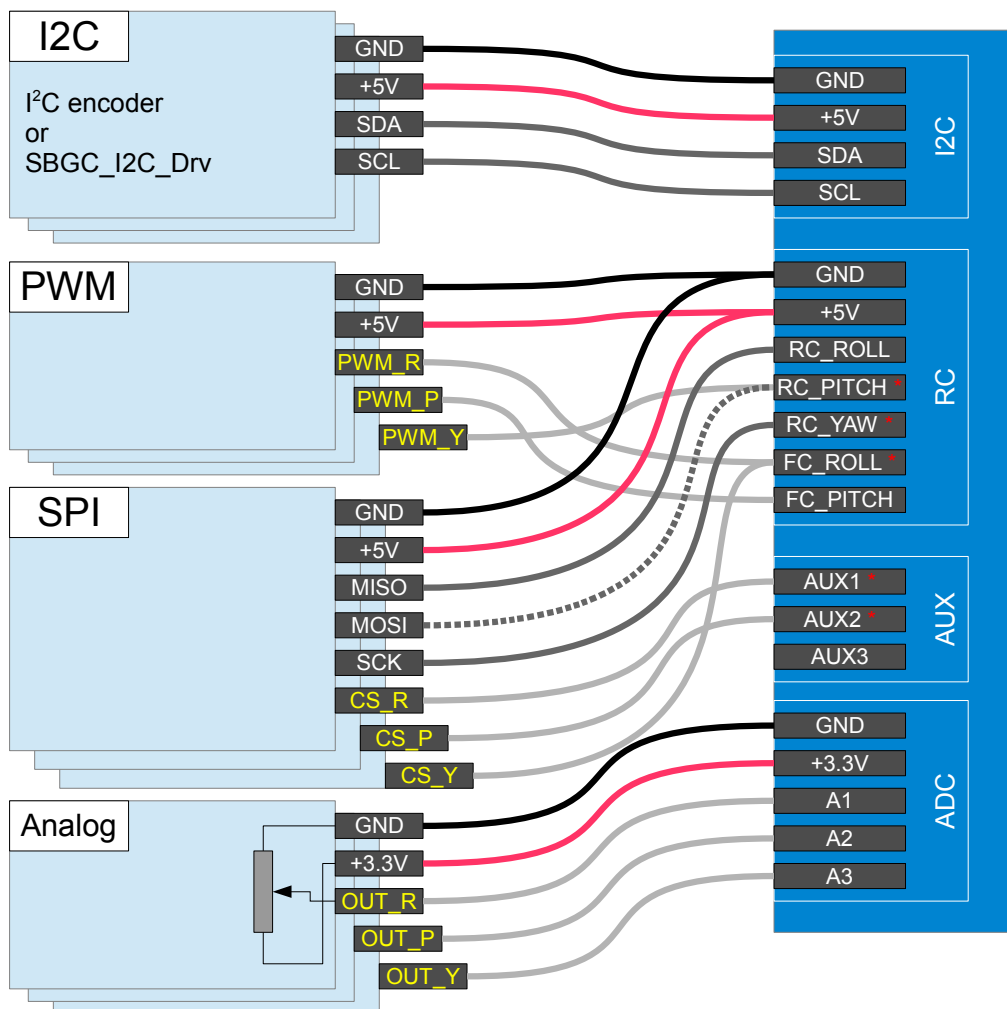 I2C
I²C encoder
or
SBGC_I2C_Drv
GND
+5V
SDA
SCL
PWM
GND
+5V
PWM_R
PWM_P
PWM_Y
SPI
GND
+5V
MISO
MOSI
SCK
CS_R
CS_P
CS_Y
Analog
GND
+3.3V
OUT_R
OUT_P
OUT_Y
GND
+5V
SDA
SCL
I2C
GND
+5V
RC_ROLL
RC_PITCH *
RC_YAW *
FC_ROLL *
FC_PITCH
RC
AUX1 *
AUX2 *
AUX3
AUX
GND
+3.3V
A1
A2
A3
ADC